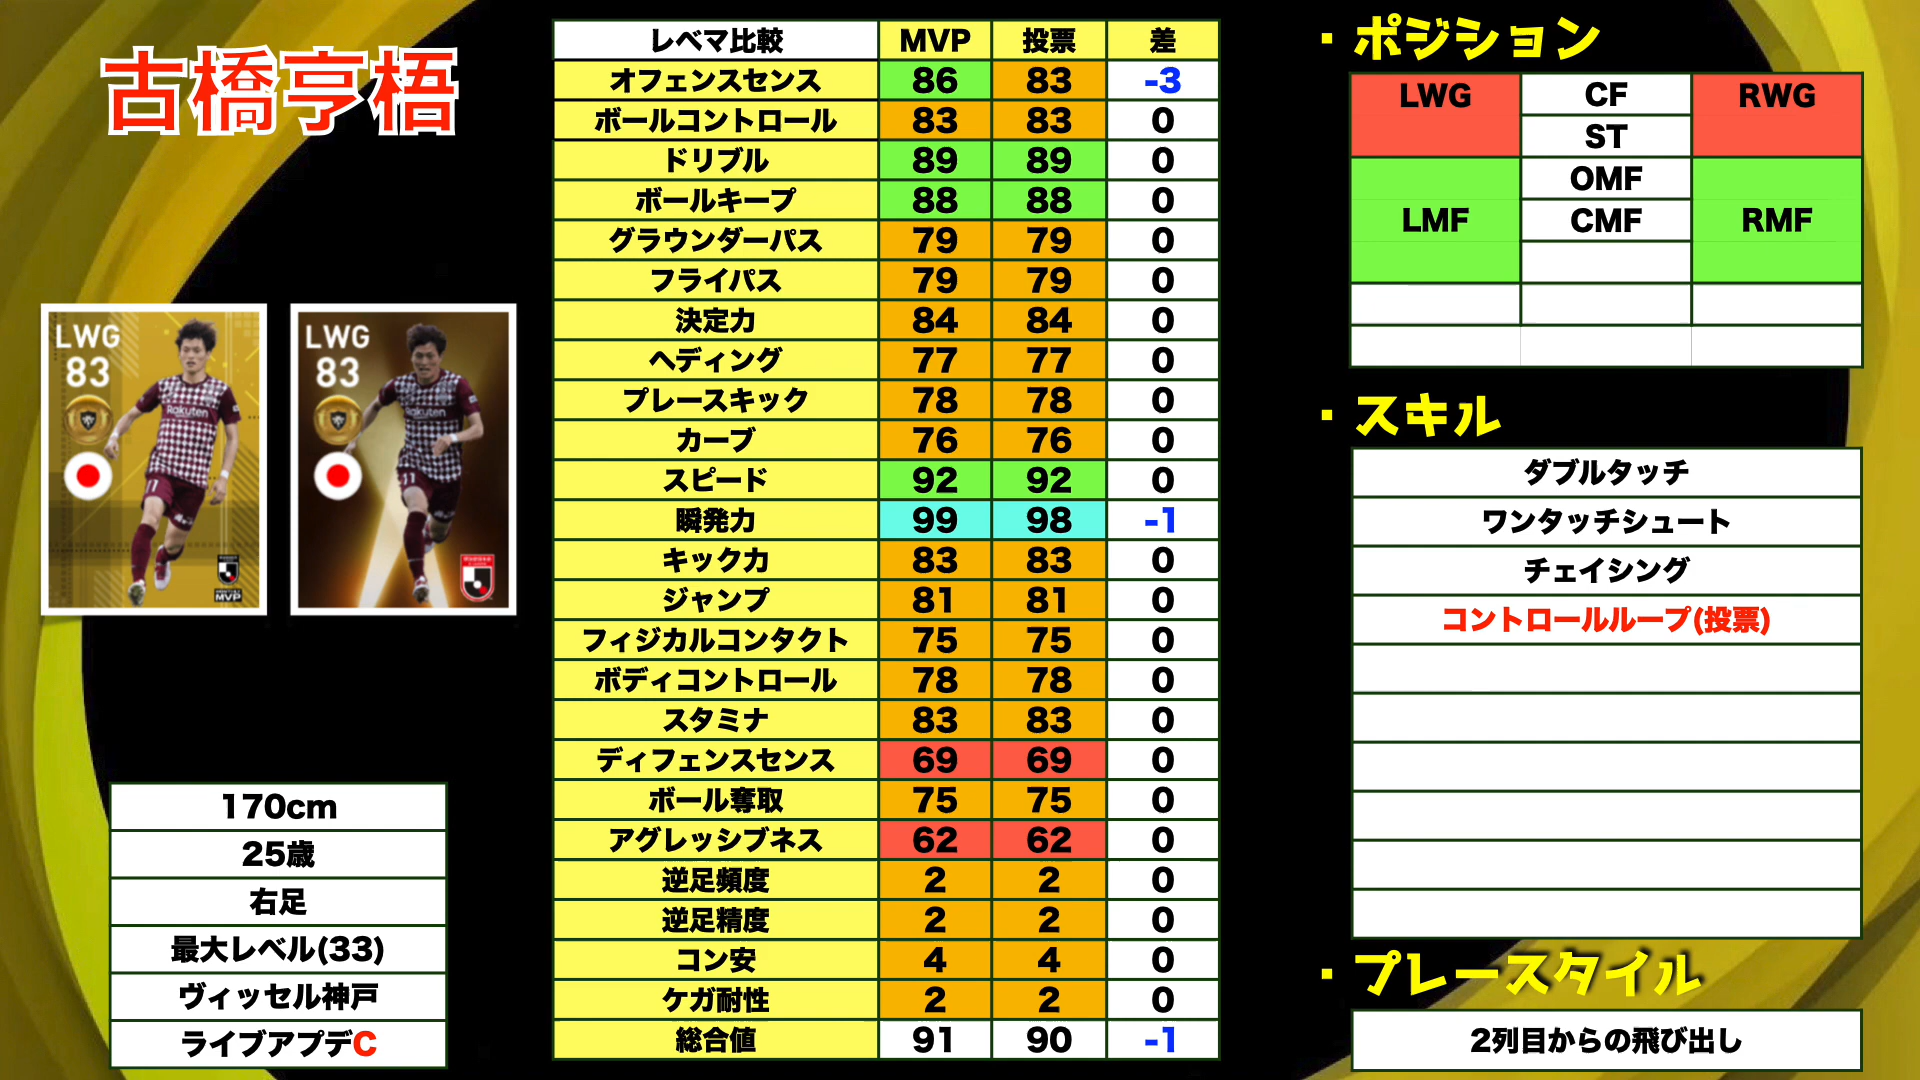 古橋亨梧
LWG
83
Rakuten
11
MVP
LWG
83
Rakuten
11
170cm
25歳
右足
最大レベル(33)
ヴィッセル神戸
ライブアプデC
レベマ比較 MVP 投票 差
オフェンスセンス 86 83 -3
ボールコントロール 83 83 0
ドリブル 89 89 0
ボールキープ 88 88 0
グラウンダーパス 79 79 0
フライパス 79 79 0
決定力 84 84 0
ヘディング 77 77 0
プレースキック 78 78 0
カーブ 76 76 0
スピード 92 92 0
瞬発力 99 98 -1
キック力 83 83 0
ジャンプ 81 81 0
フィジカルコンタクト 75 75 0
ボディコントロール 78 78 0
スタミナ 83 83 0
ディフェンスセンス 69 69 0
ボール奪取 75 75 0
アグレッシブネス 62 62 0
逆足頻度 2 2 0
逆足精度 2 2 0
コン安 4 4 0
ケガ耐性 2 2 0
総合値 91 90 -1
・ポジション
LWG CF RWG
ST
OMF
LMF CMF RMF
・スキル
ダブルタッチ
ワンタッチシュート
チェイシング
コントロールループ(投票)
・プレースタイル
2列目からの飛び出し